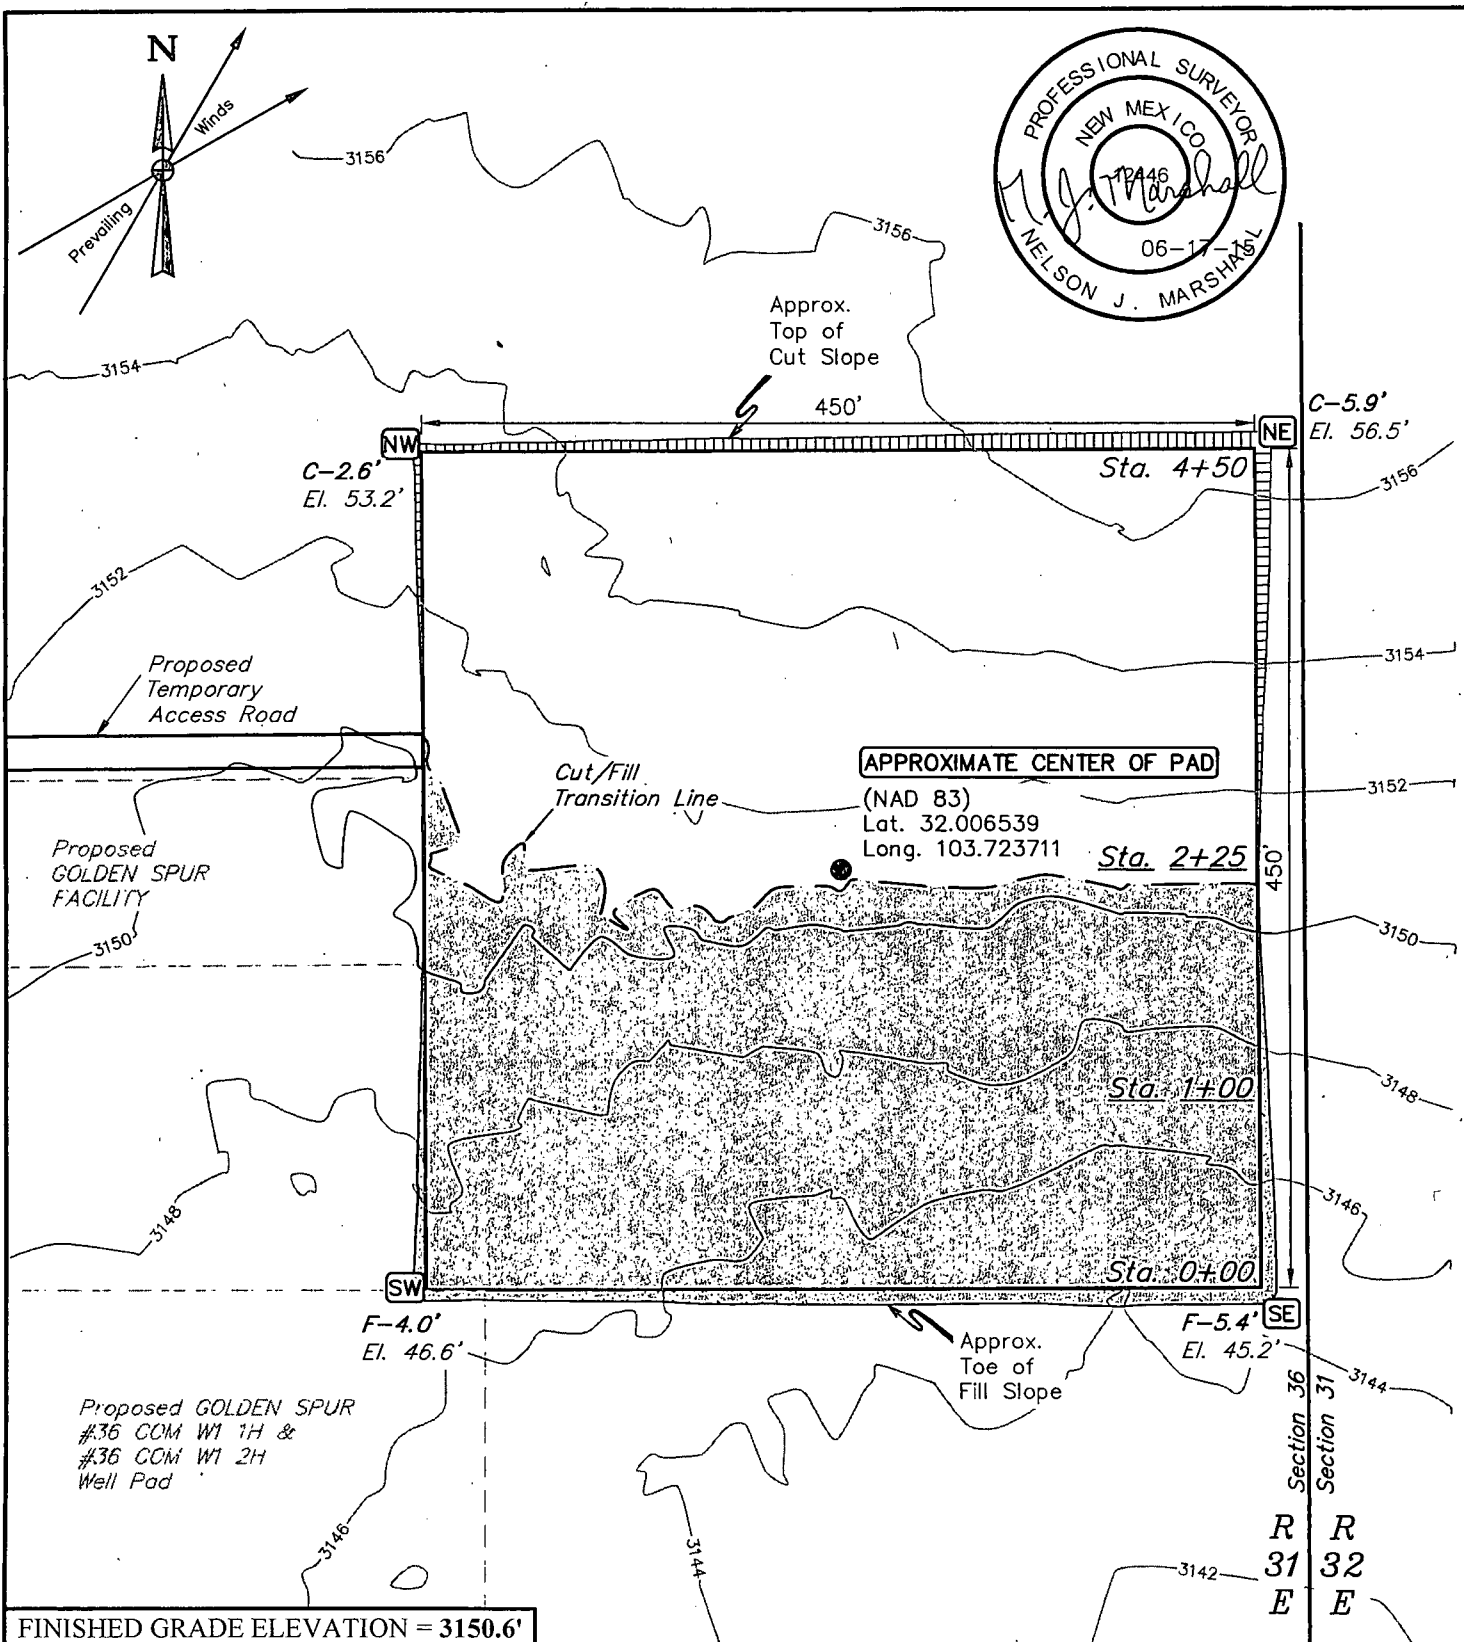 N
Winds
Prevailing
PROFESSIONAL SURVEYOR
NEW MEXICO
12446
N. J. Marshall
06-17-15
NELSON J. MARSHALL
3156
3156
3154
Approx.
Top of
Cut Slope
450'
C-5.9'
El. 56.5'
NW
NE
C-2.6'
El. 53.2'
Sta. 4+50
3156
3152
3154
Proposed
Temporary
Access Road
Cut/Fill
Transition Line
APPROXIMATE CENTER OF PAD
(NAD 83)
Lat. 32.006539
Long. 103.723711
3152
Sta. 2+25
450'
Proposed
GOLDEN SPUR
FACILITY
3150
3150
Sta. 1+00
3148
3148
3146
Sta. 0+00
SW
SE
F-4.0'
El. 46.6'
F-5.4'
El. 45.2'
Approx.
Toe of
Fill Slope
3144
Section 36
Section 31
Proposed GOLDEN SPUR
#36 COM W1 1H &
#36 COM W1 2H
Well Pad
3146
3144
3142
R R
31 32
E E
FINISHED GRADE ELEVATION = 3150.6'